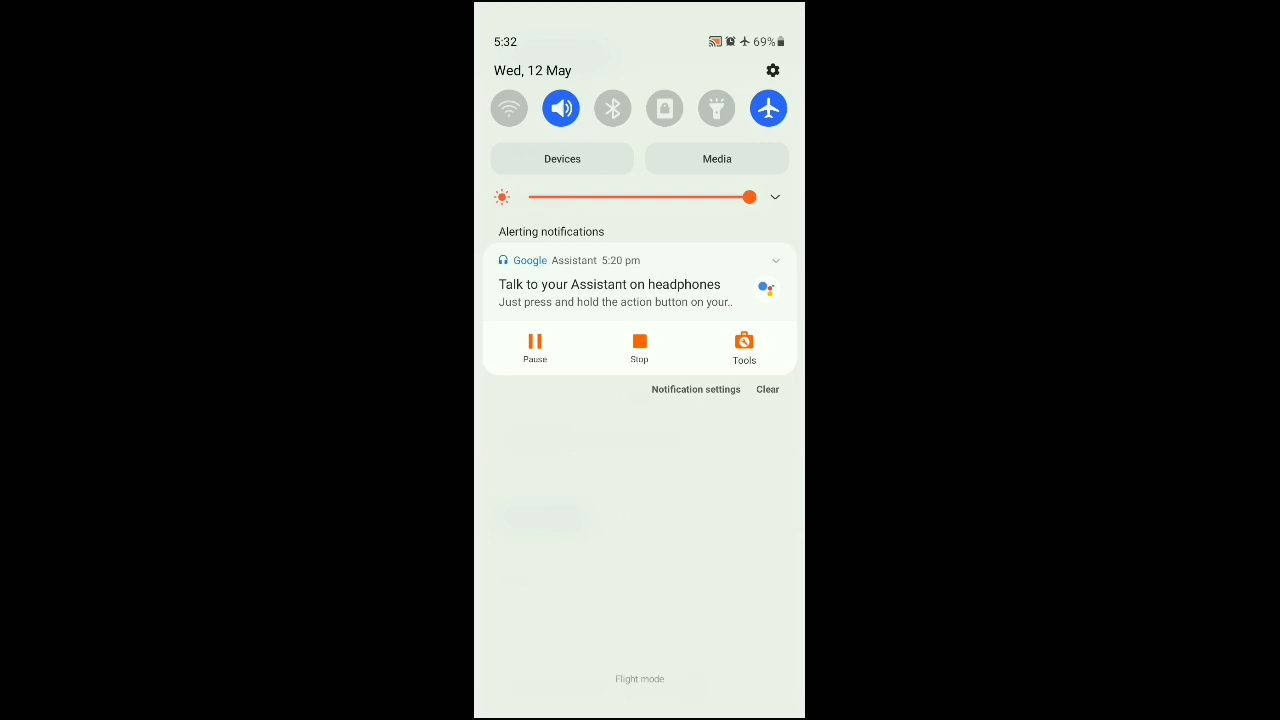 5:32
69%
Wed, 12 May
Devices
Media
Alerting notifications
Google Assistant 5:20 pm
Talk to your Assistant on headphones
Just press and hold the action button on your..
Pause
Stop
Tools
Notification settings
Clear
Flight mode